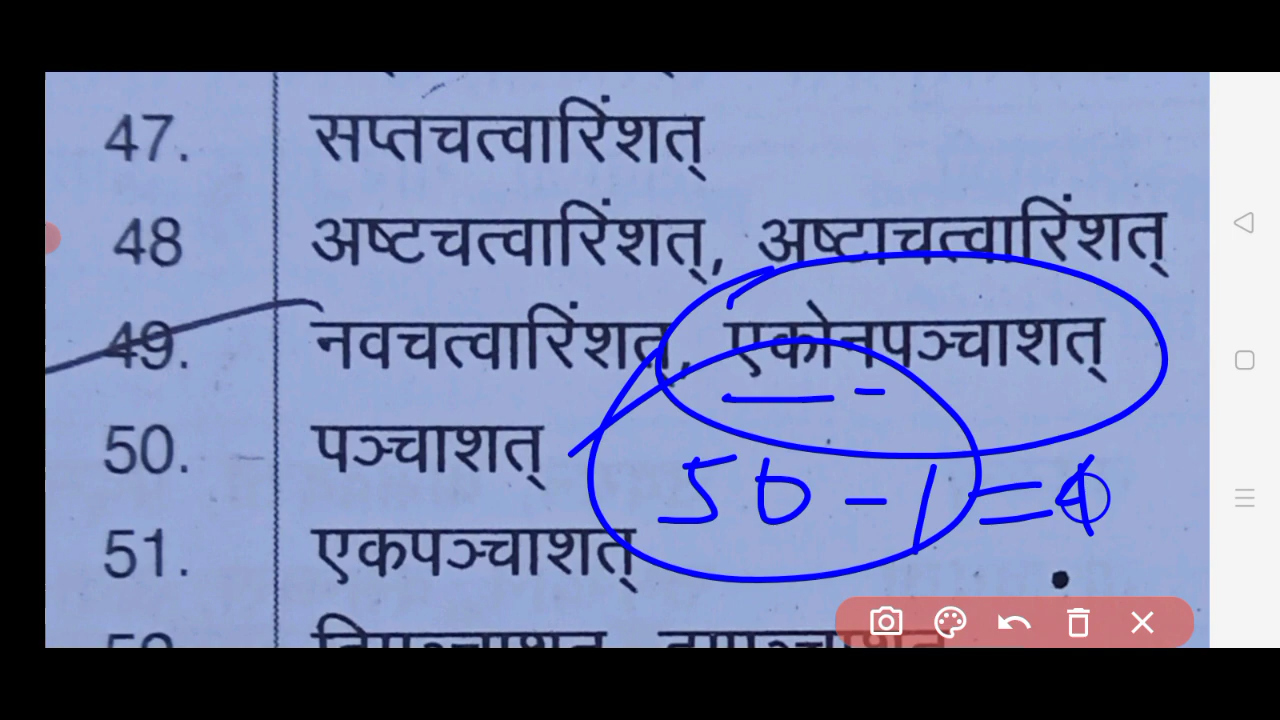 47. सप्तचत्वारिंशत्
48 अष्टचत्वारिंशत्, अष्टाचत्वारिंशत्
49. नवचत्वारिंशत, एकोनपञ्चाशत्
50. पञ्चाशत्
50 - 1 =
51. एकपञ्चाशत्